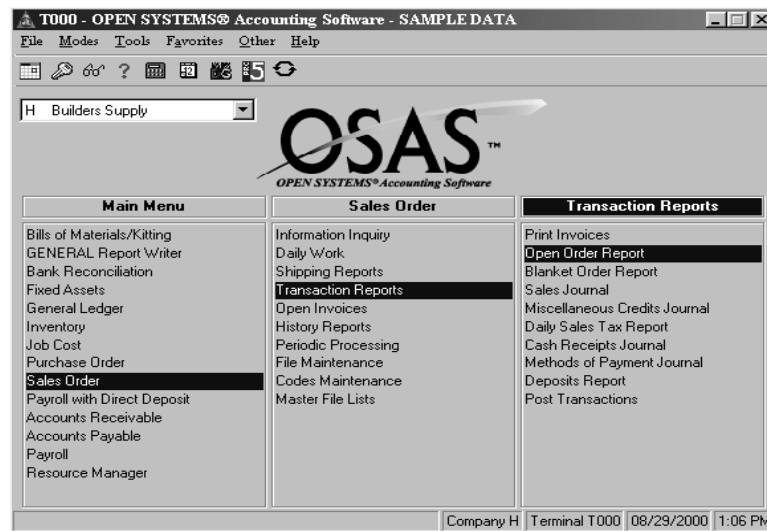 T000 - OPEN SYSTEMS® Accounting Software - SAMPLE DATA
File Modes Tools Favorites Other Help
H Builders Supply
OSAS™
OPEN SYSTEMS® Accounting Software
Main Menu
Bills of Materials/Kitting
GENERAL Report Writer
Bank Reconciliation
Fixed Assets
General Ledger
Inventory
Job Cost
Purchase Order
Sales Order
Payroll with Direct Deposit
Accounts Receivable
Accounts Payable
Payroll
Resource Manager
Sales Order
Information Inquiry
Daily Work
Shipping Reports
Transaction Reports
Open Invoices
History Reports
Periodic Processing
File Maintenance
Codes Maintenance
Master File Lists
Transaction Reports
Print Invoices
Open Order Report
Blanket Order Report
Sales Journal
Miscellaneous Credits Journal
Daily Sales Tax Report
Cash Receipts Journal
Methods of Payment Journal
Deposits Report
Post Transactions
Company H Terminal T000 08/29/2000 1:06 PM